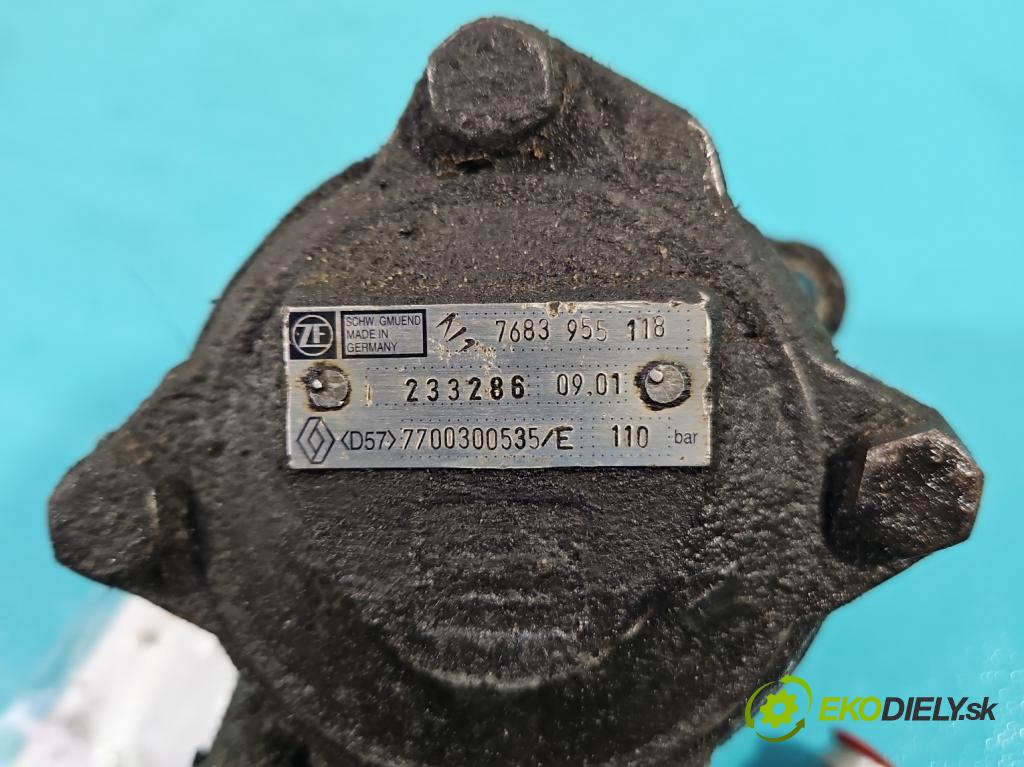 ZF SCHW. GMUEND
MADE IN
GERMANY
7683 955 118
233286 09.01
<D57>7700300535/E 110 bar
EKODIELY.sk